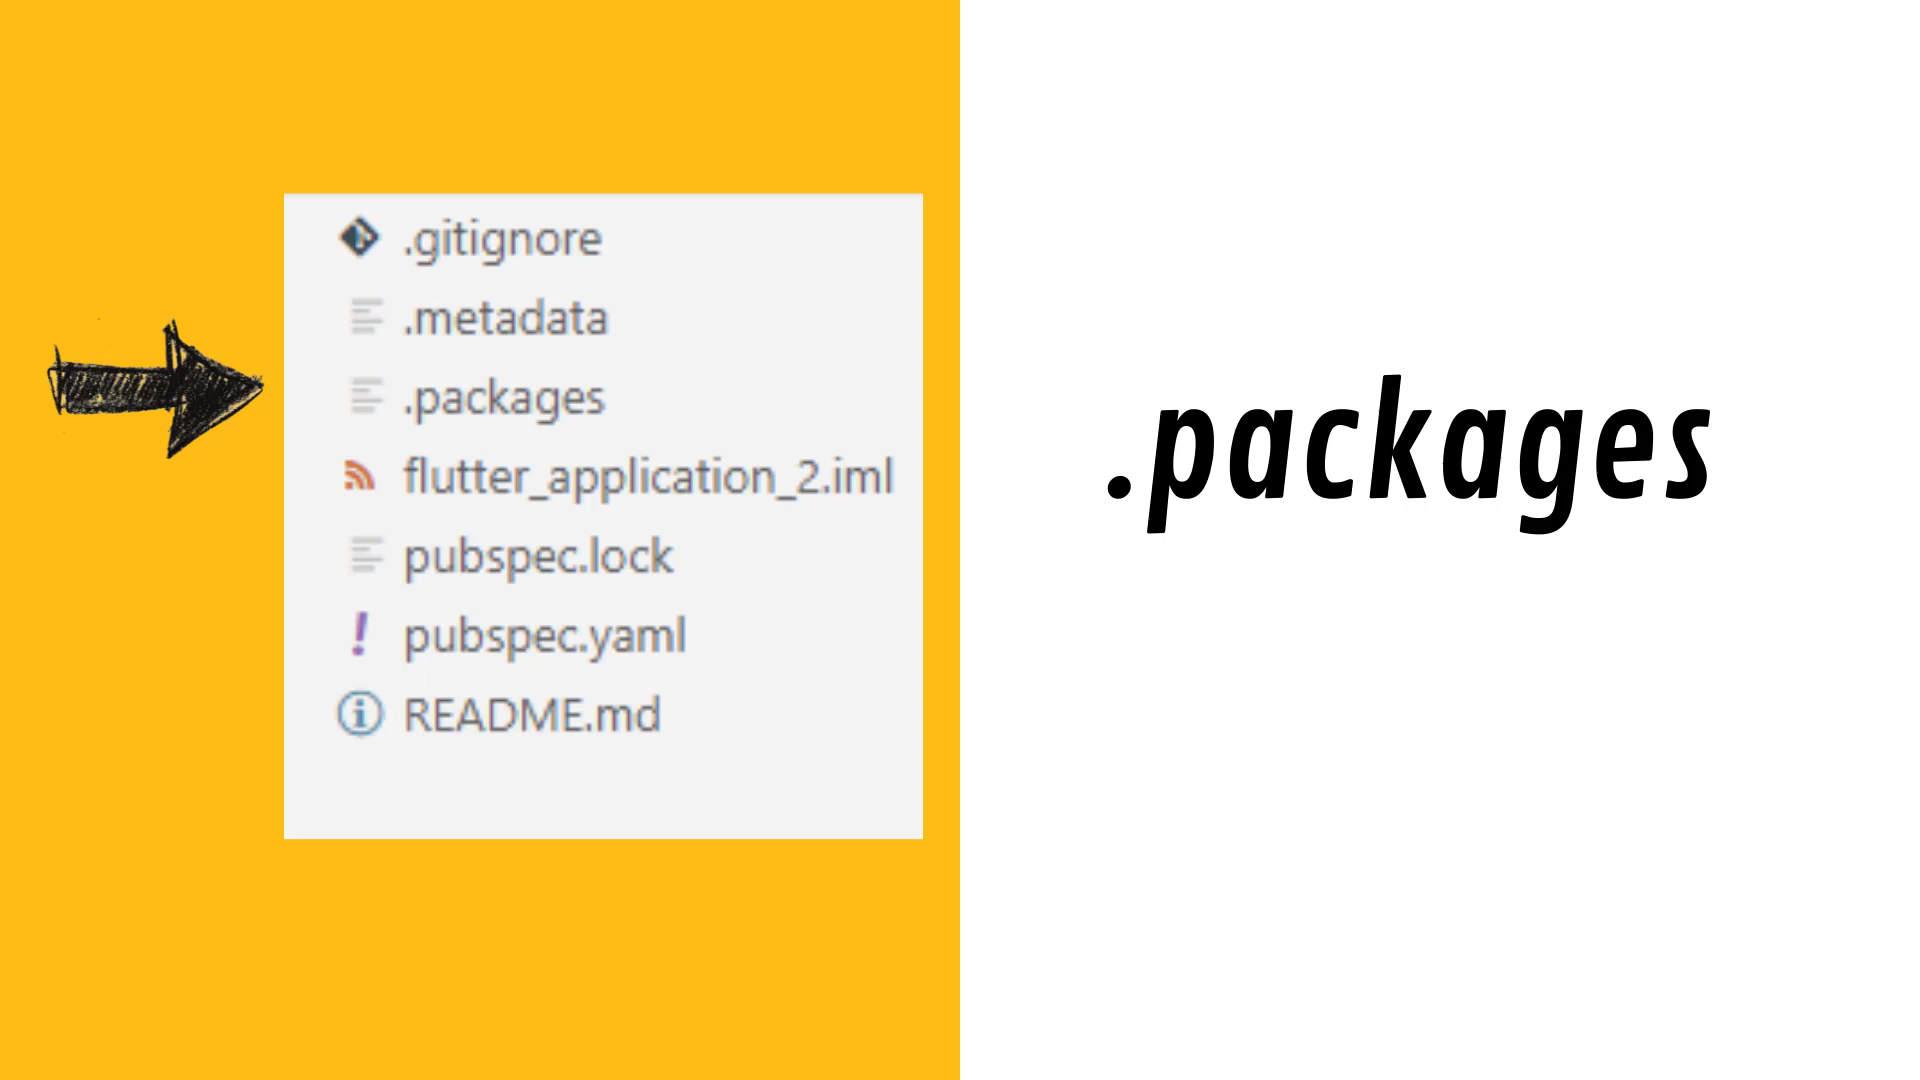 .gitignore
.metadata
.packages
flutter_application_2.iml
pubspec.lock
pubspec.yaml
README.md
.packages